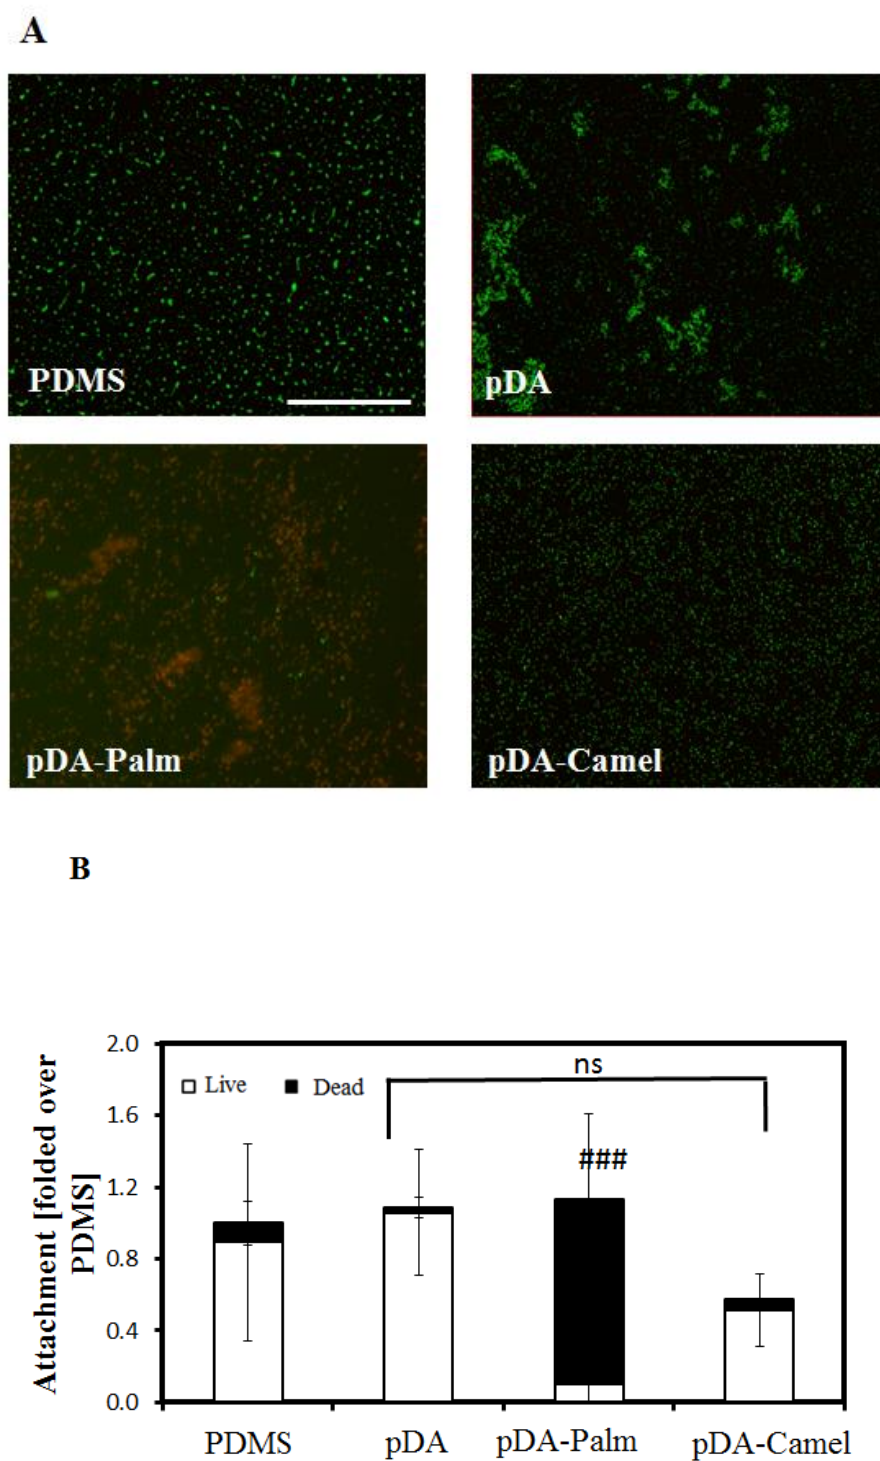 A
PDMS
pDA
pDA-Palm
pDA-Camel
B
Attachment [folded over
PDMS]
2.0
1.6
1.2
0.8
0.4
0.0
Live
Dead
ns
###
PDMS
pDA
pDA-Palm
pDA-Camel